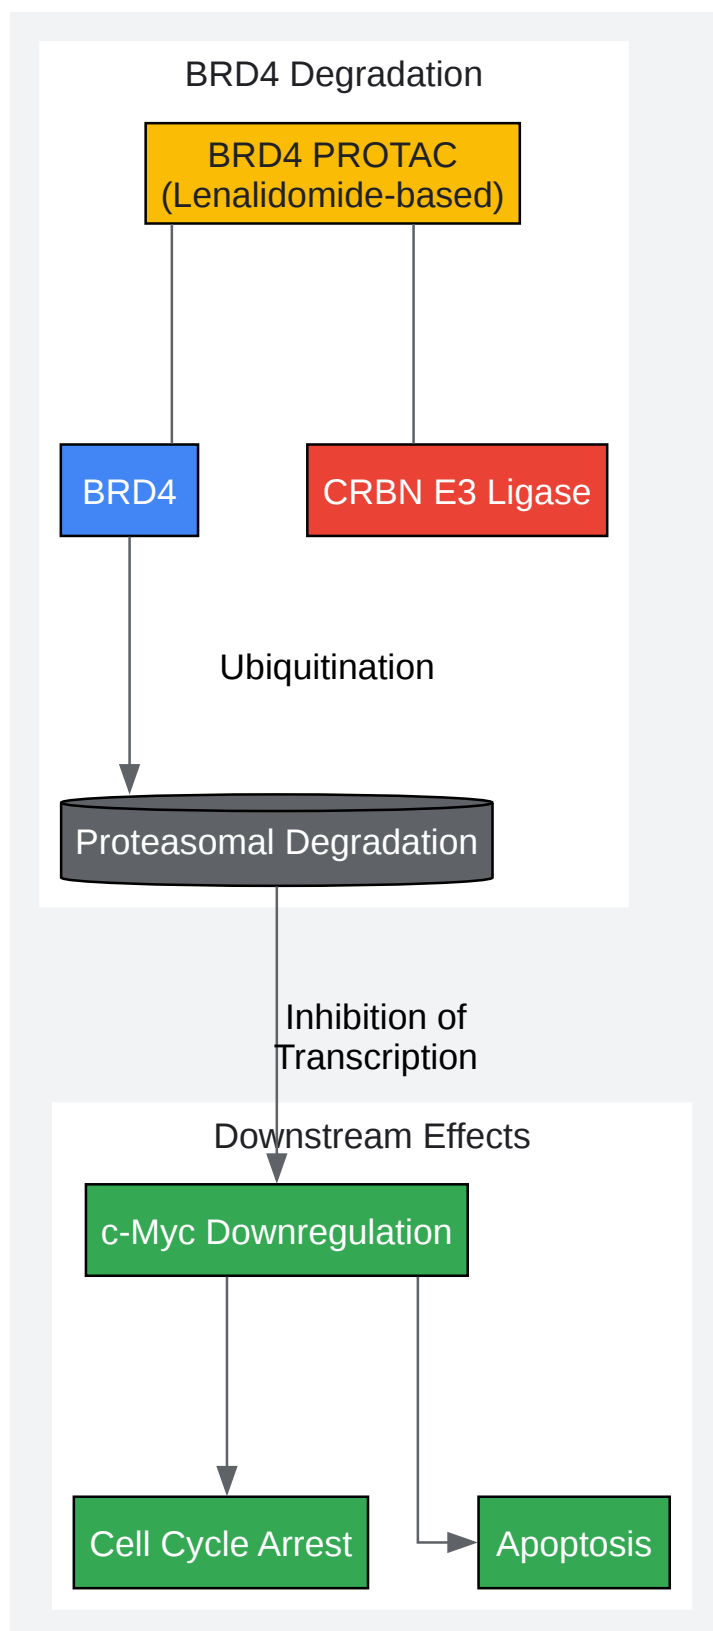 BRD4 Degradation
BRD4 PROTAC
(Lenalidomide-based)
BRD4
CRBN E3 Ligase
Ubiquitination
Proteasomal Degradation
Inhibition of
Transcription
Downstream Effects
c-Myc Downregulation
Cell Cycle Arrest
Apoptosis